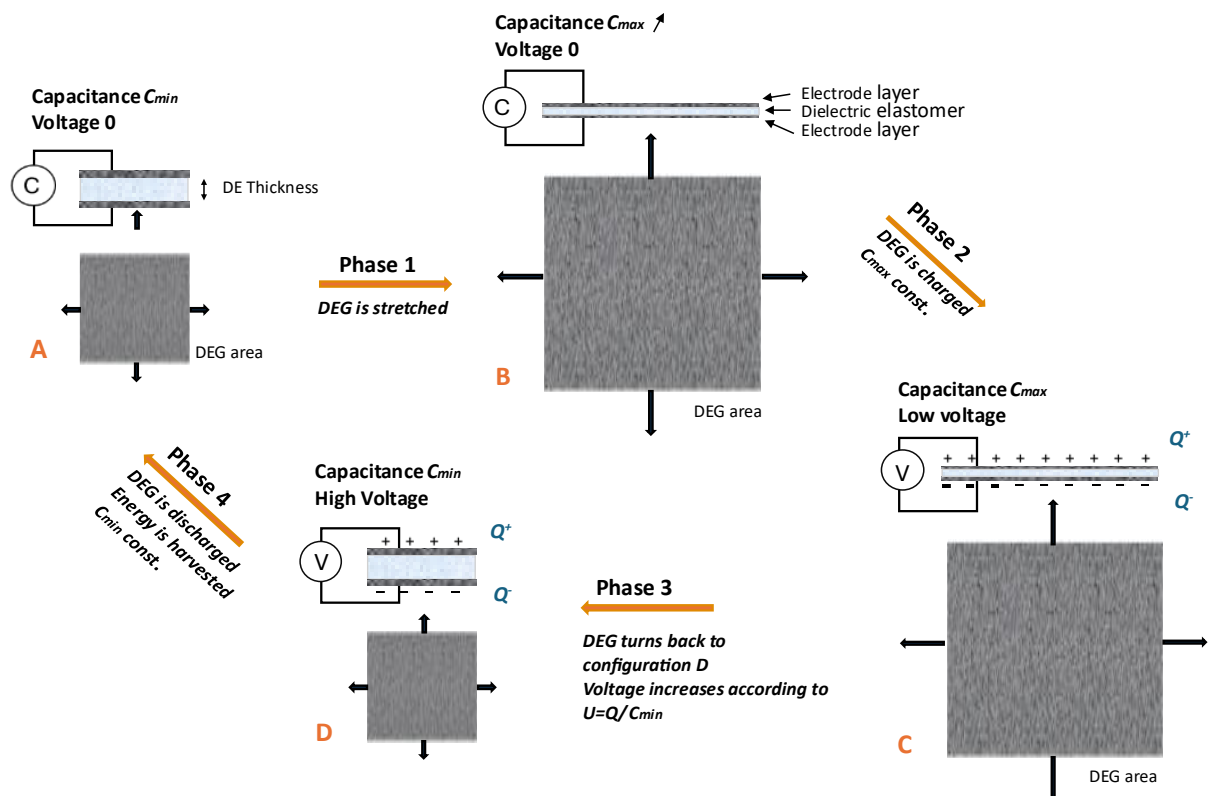 Capacitance Cmin
Voltage 0
C
DE Thickness
A
DEG area
Phase 1
DEG is stretched
Capacitance Cmax ↗
Voltage 0
C
Electrode layer
Dielectric elastomer
Electrode layer
B
DEG area
Phase 2
DEG is charged
Cmax const.
Capacitance Cmax
Low voltage
V
Q+
+ + + + + + + + +
- - - - - - - - -
Q-
C
DEG area
Phase 3
DEG turns back to
configuration D
Voltage increases according to
U=Q/Cmin
Capacitance Cmin
High Voltage
V
Q+
+ + + +
- - - -
Q-
D
Phase 4
DEG is discharged
Energy is harvested
Cmin const.